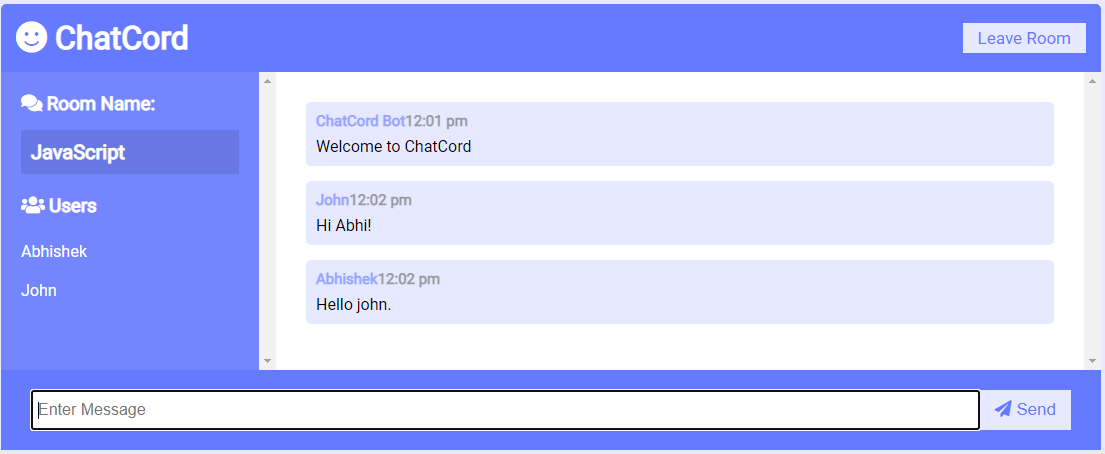 ChatCord
Leave Room
Room Name:
JavaScript
Users
Abhishek
John
ChatCord Bot12:01 pm
Welcome to ChatCord
John12:02 pm
Hi Abhi!
Abhishek12:02 pm
Hello john.
Enter Message
Send